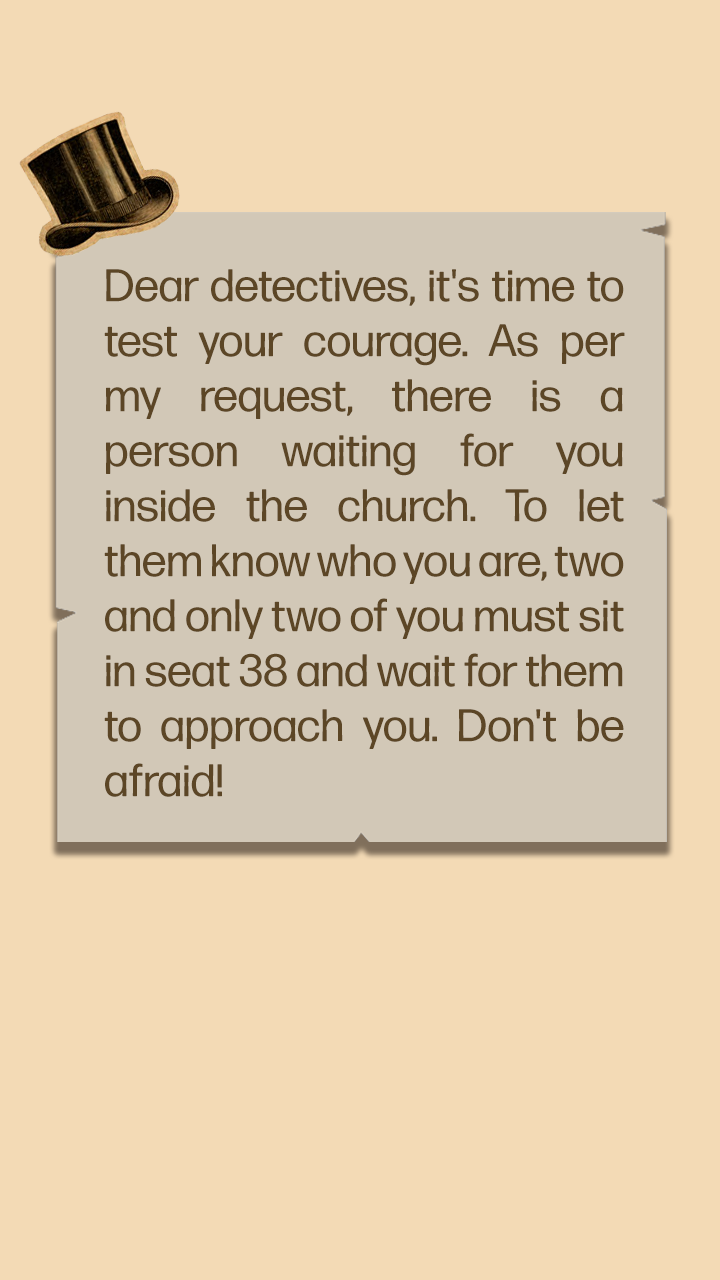 Dear detectives, it's time to
test your courage. As per
my request, there is a
person waiting for you
inside the church. To let
them know who you are, two
and only two of you must sit
in seat 38 and wait for them
to approach you. Don't be
afraid!